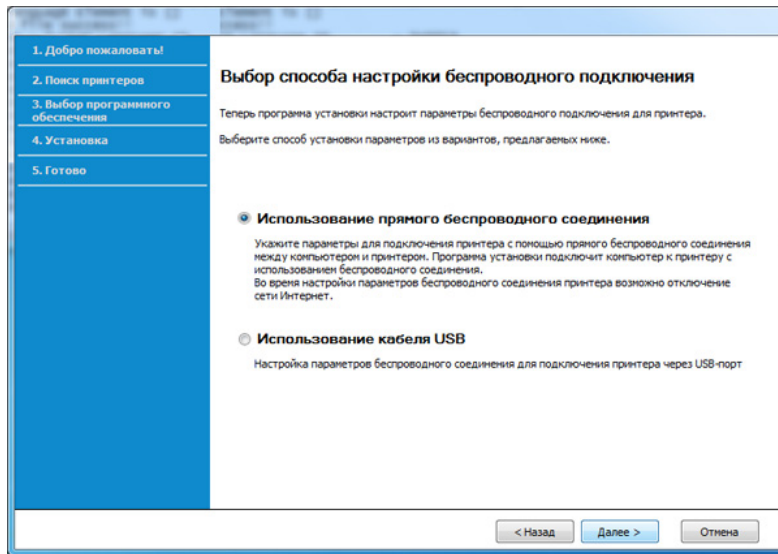 1. Добро пожаловать!
2. Поиск принтеров
3. Выбор программного
обеспечения
4. Установка
5. Готово
Выбор способа настройки беспроводного подключения
Теперь программа установки настроит параметры беспроводного подключения для принтера.
Выберите способ установки параметров из вариантов, предлагаемых ниже.
Использование прямого беспроводного соединения
Укажите параметры для подключения принтера с помощью прямого беспроводного соединения
между компьютером и принтером. Программа установки подключит компьютер к принтеру с
использованием беспроводного соединения.
Во время настройки параметров беспроводного соединения принтера возможно отключение
сети Интернет.
Использование кабеля USB
Настройка параметров беспроводного соединения для подключения принтера через USB-порт
< Назад
Далее >
Отмена